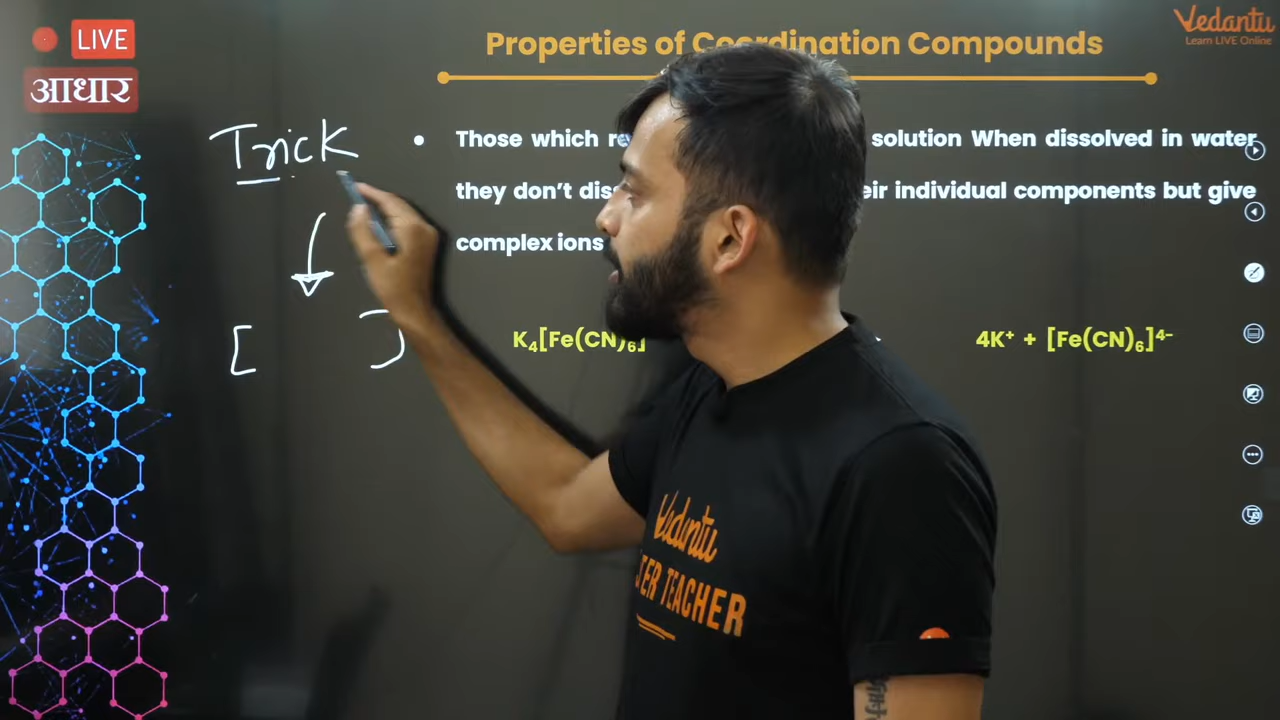 LIVE
आधार
Vedantu
Learn LIVE Online
Properties of Coordination Compounds
Trick
[ ]
• Those which re solution When dissolved in water
they don't dis eir individual components but give
complex ions
K₄[Fe(CN)₆] 4K⁺ + [Fe(CN)₆]⁴⁻
Vedantu
TER TEACHER